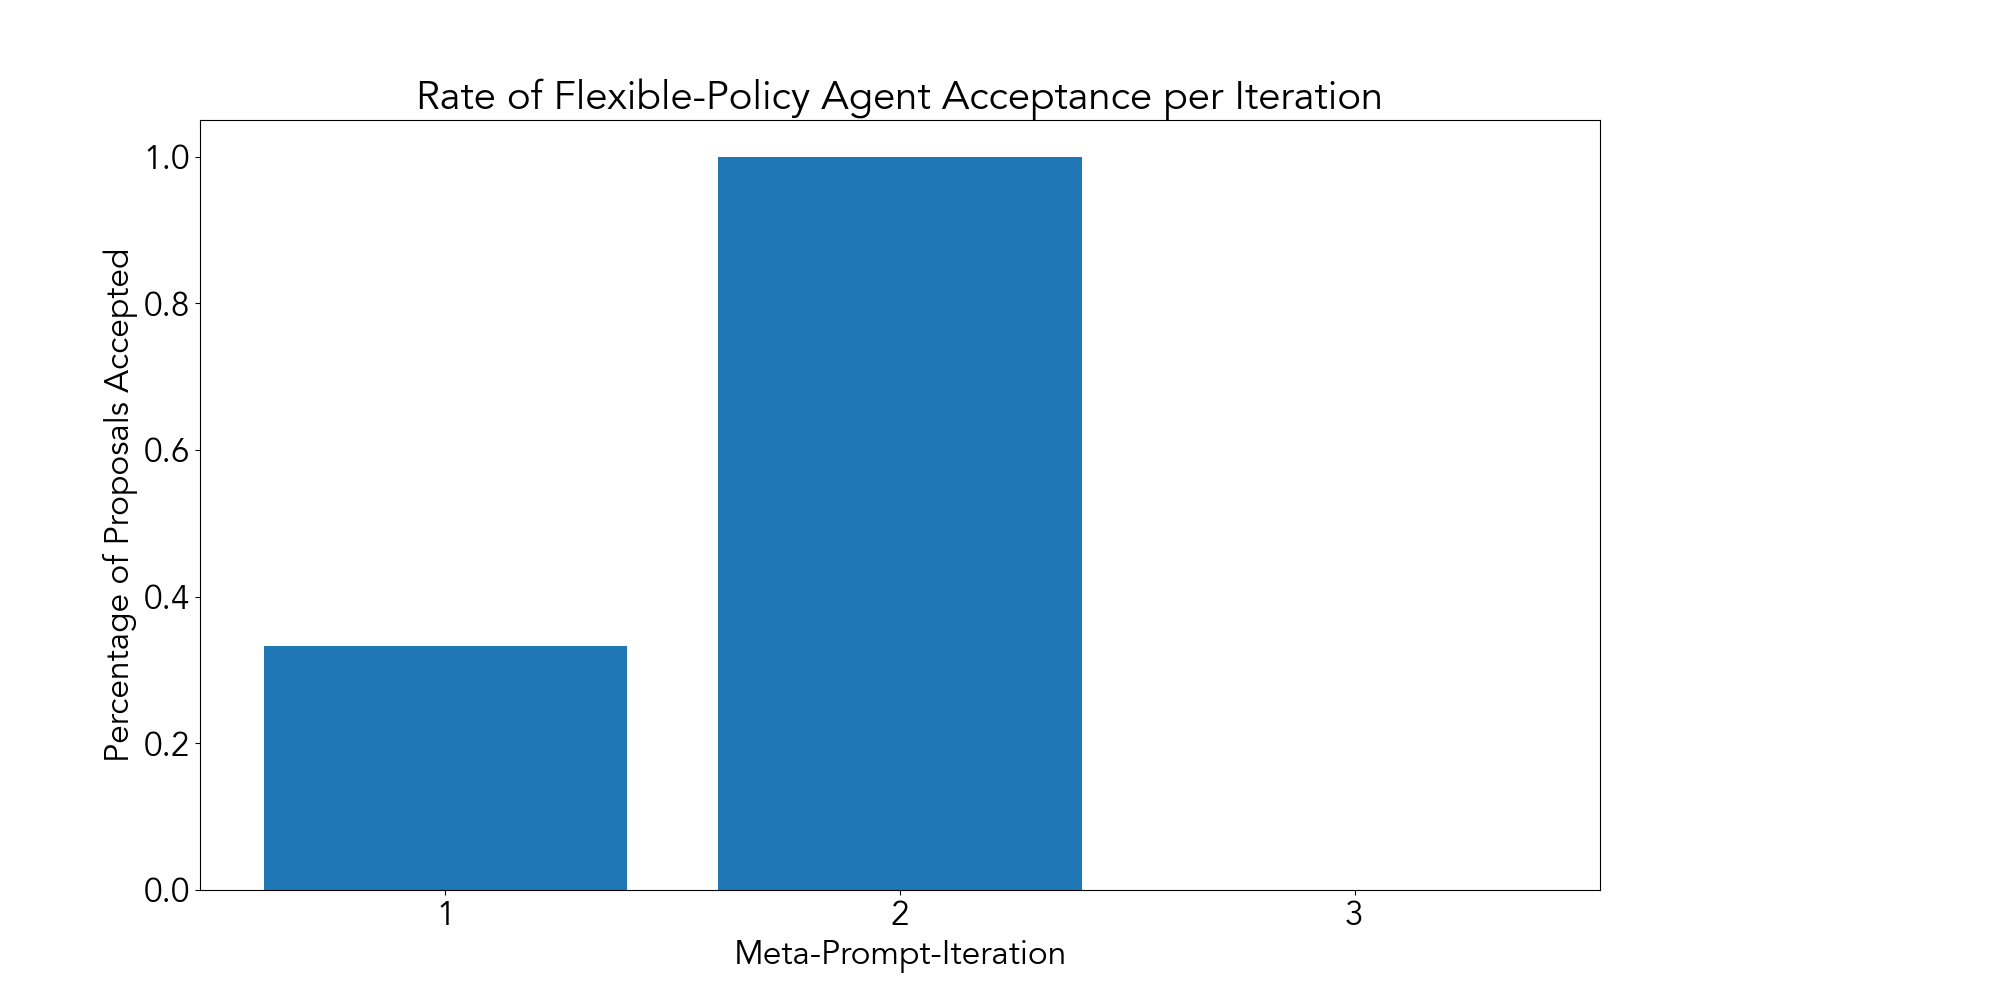 Rate of Flexible-Policy Agent Acceptance per Iteration
Percentage of Proposals Accepted
1.0
0.8
0.6
0.4
0.2
0.0
1 2 3
Meta-Prompt-Iteration